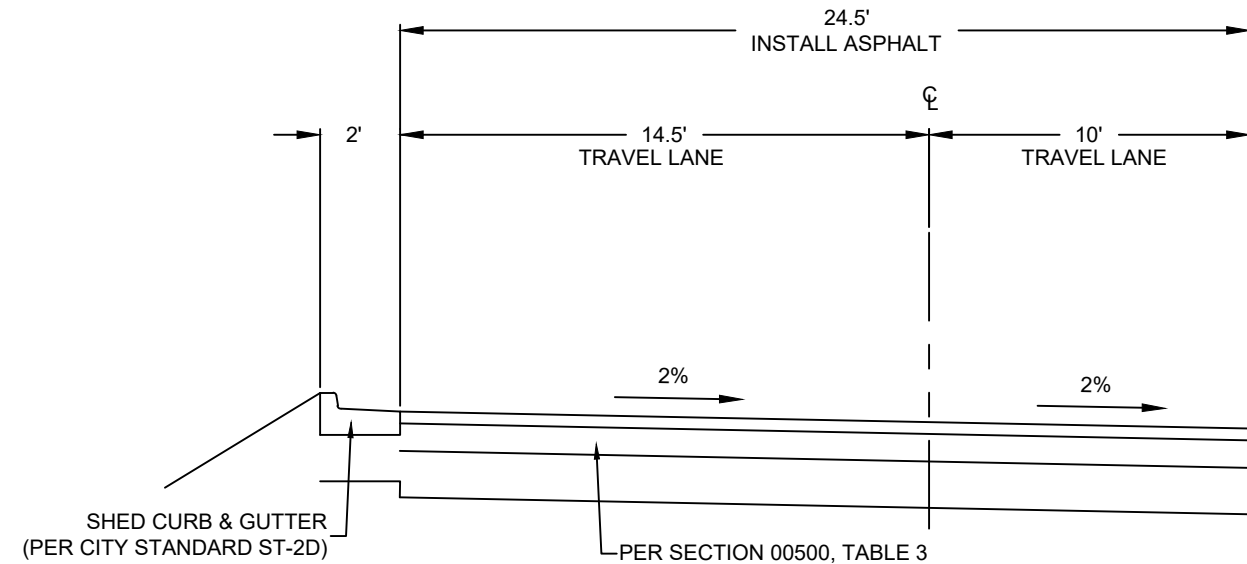 24.5'
INSTALL ASPHALT
℄
2'
14.5'
TRAVEL LANE
10'
TRAVEL LANE
2%
2%
SHED CURB & GUTTER
(PER CITY STANDARD ST-2D)
PER SECTION 00500, TABLE 3